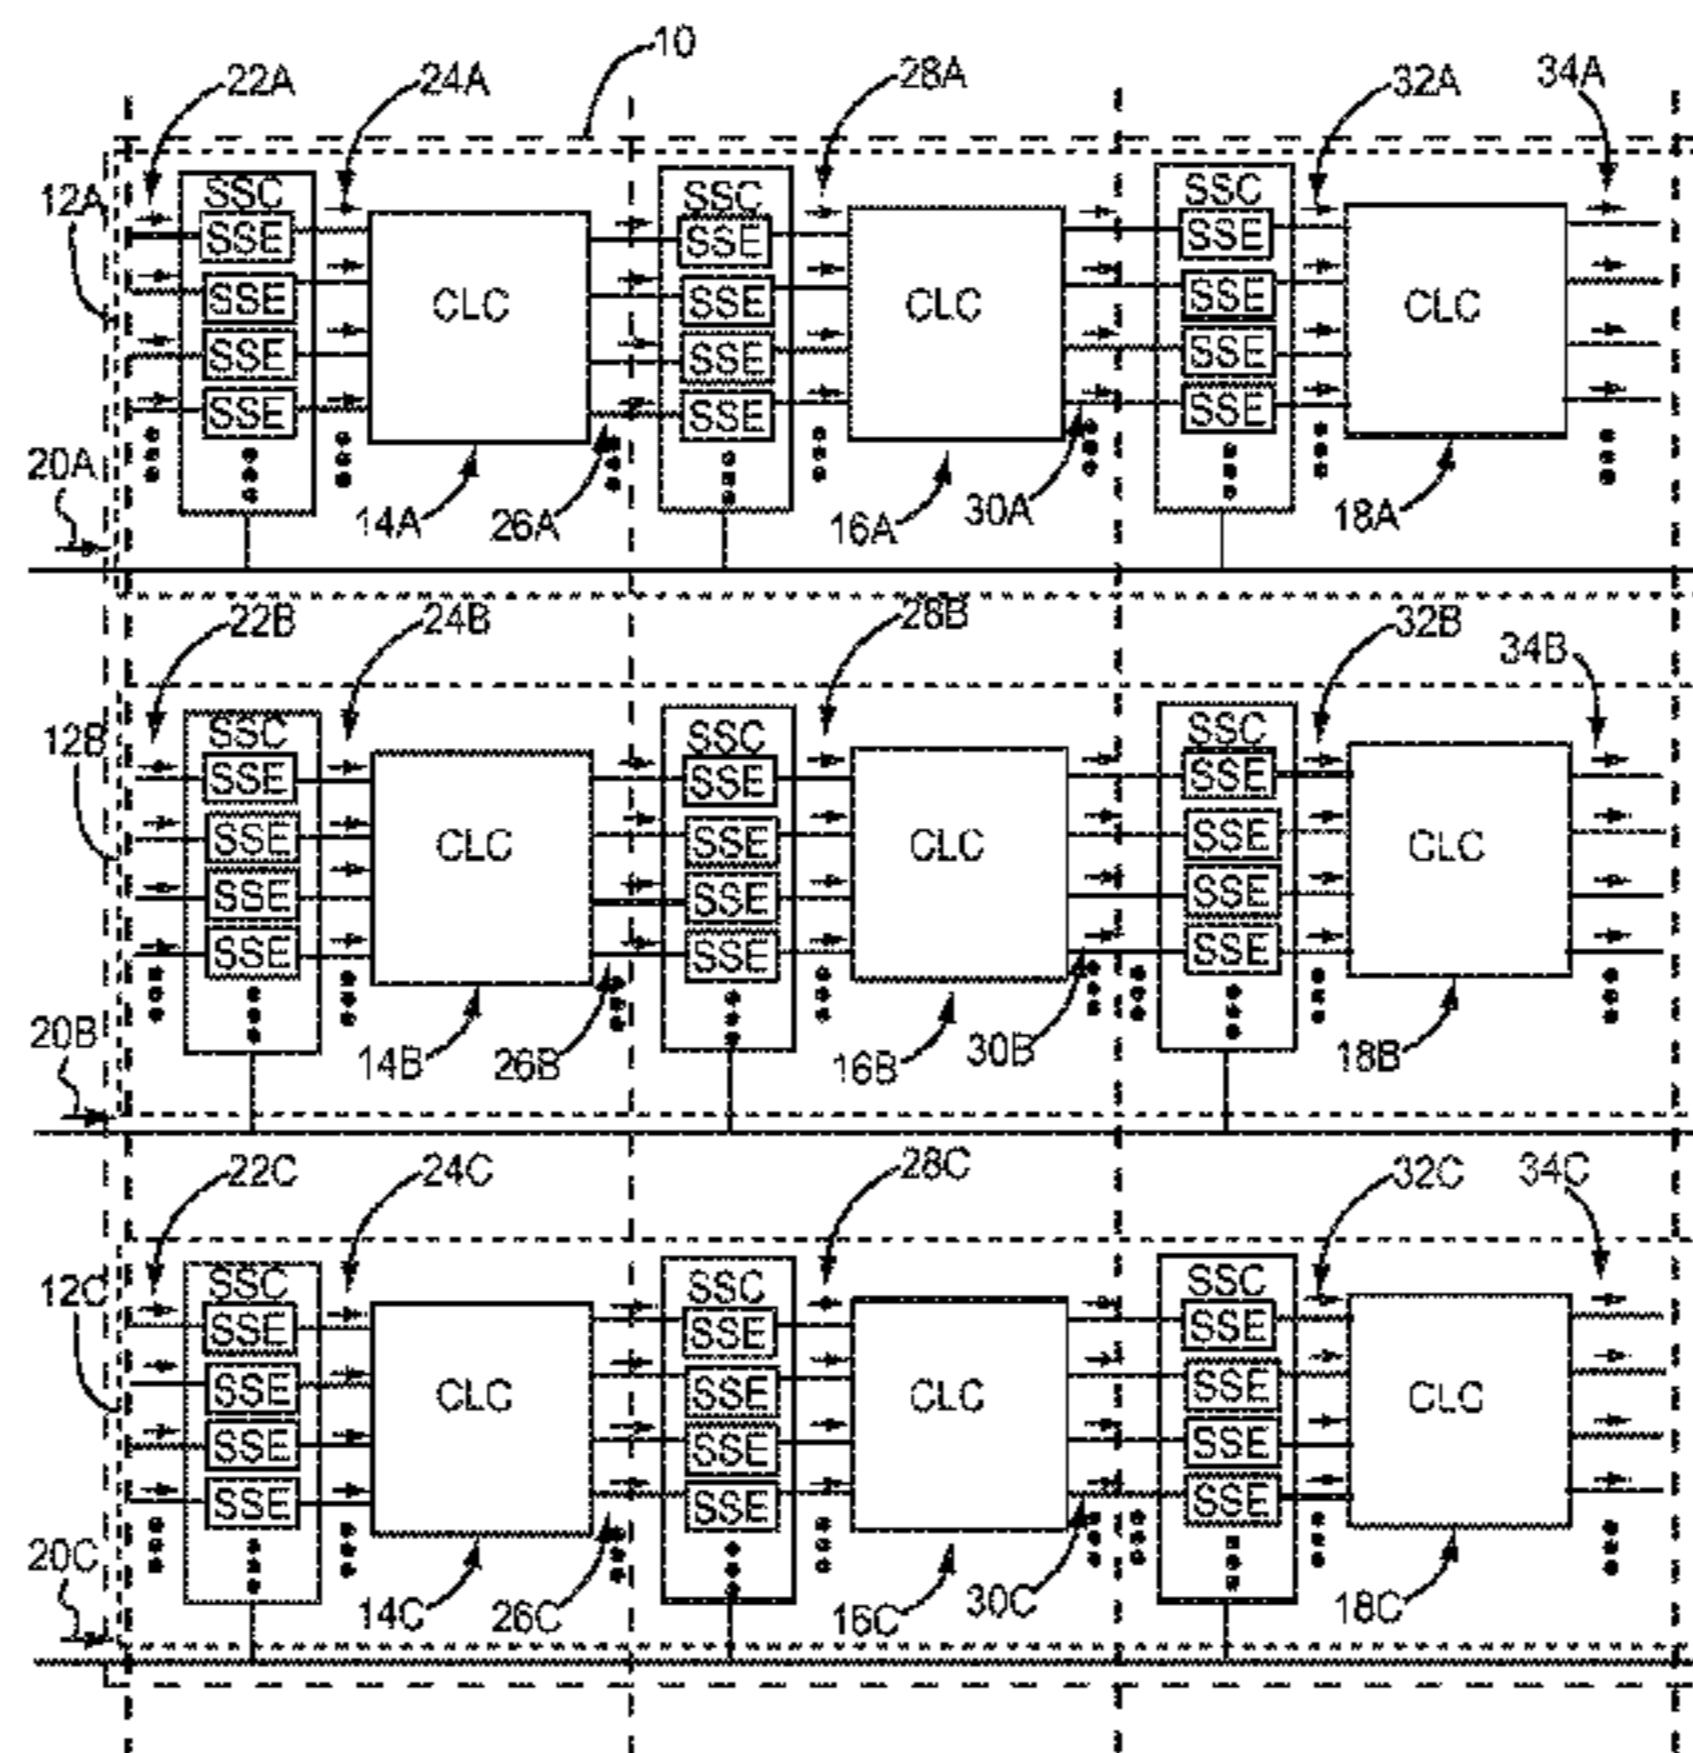 10
22A 24A 28A 32A 34A
12A
SSC SSC SSC
SSE SSE SSE
CLC CLC CLC
SSE SSE SSE
SSE SSE SSE
SSE SSE SSE
20A
14A 26A 16A 30A 18A
22B 24B 28B 32B 34B
12B
SSC SSC SSC
SSE SSE SSE
CLC CLC CLC
SSE SSE SSE
SSE SSE SSE
SSE SSE SSE
20B
14B 26B 16B 30B 18B
22C 24C 28C 32C 34C
12C
SSC SSC SSC
SSE SSE SSE
CLC CLC CLC
SSE SSE SSE
SSE SSE SSE
SSE SSE SSE
20C
14C 26C 16C 30C 18C